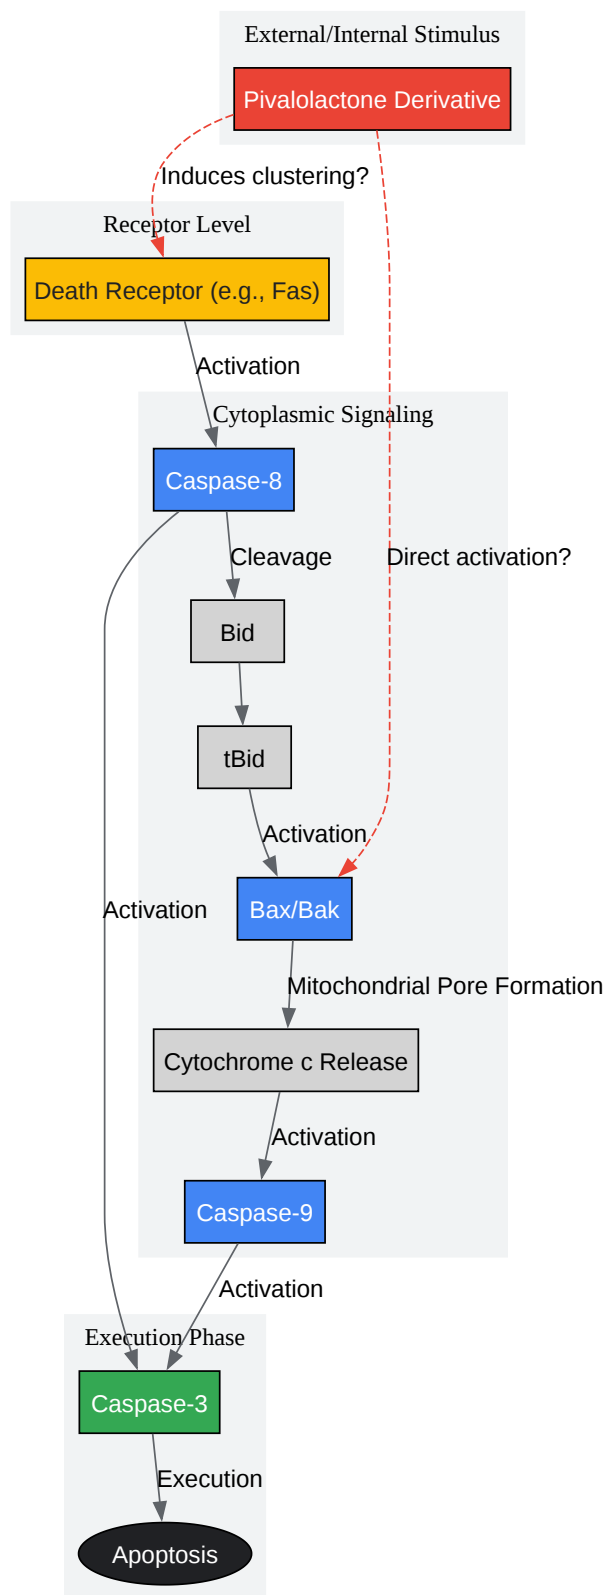 External/Internal Stimulus
Pivalolactone Derivative
Induces clustering?
Receptor Level
Death Receptor (e.g., Fas)
Activation
Cytoplasmic Signaling
Caspase-8
Cleavage
Direct activation?
Bid
tBid
Activation
Bax/Bak
Activation
Mitochondrial Pore Formation
Cytochrome c Release
Activation
Caspase-9
Activation
Execution Phase
Caspase-3
Execution
Apoptosis